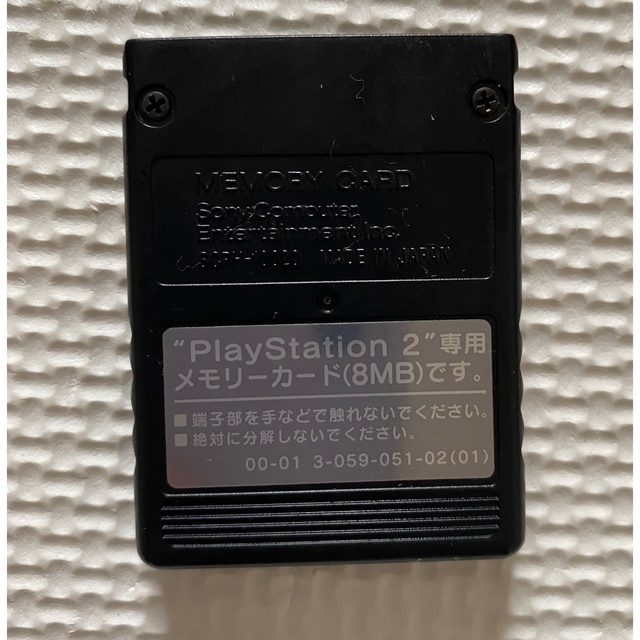 MEMORY CARD
Sony Computer
Entertainment Inc.
SCPH-10020 MADE IN JAPAN
“PlayStation 2”専用
メモリーカード(8MB)です。
■端子部を手などで触れないでください。
■絶対に分解しないでください。
00-01 3-059-051-02(01)